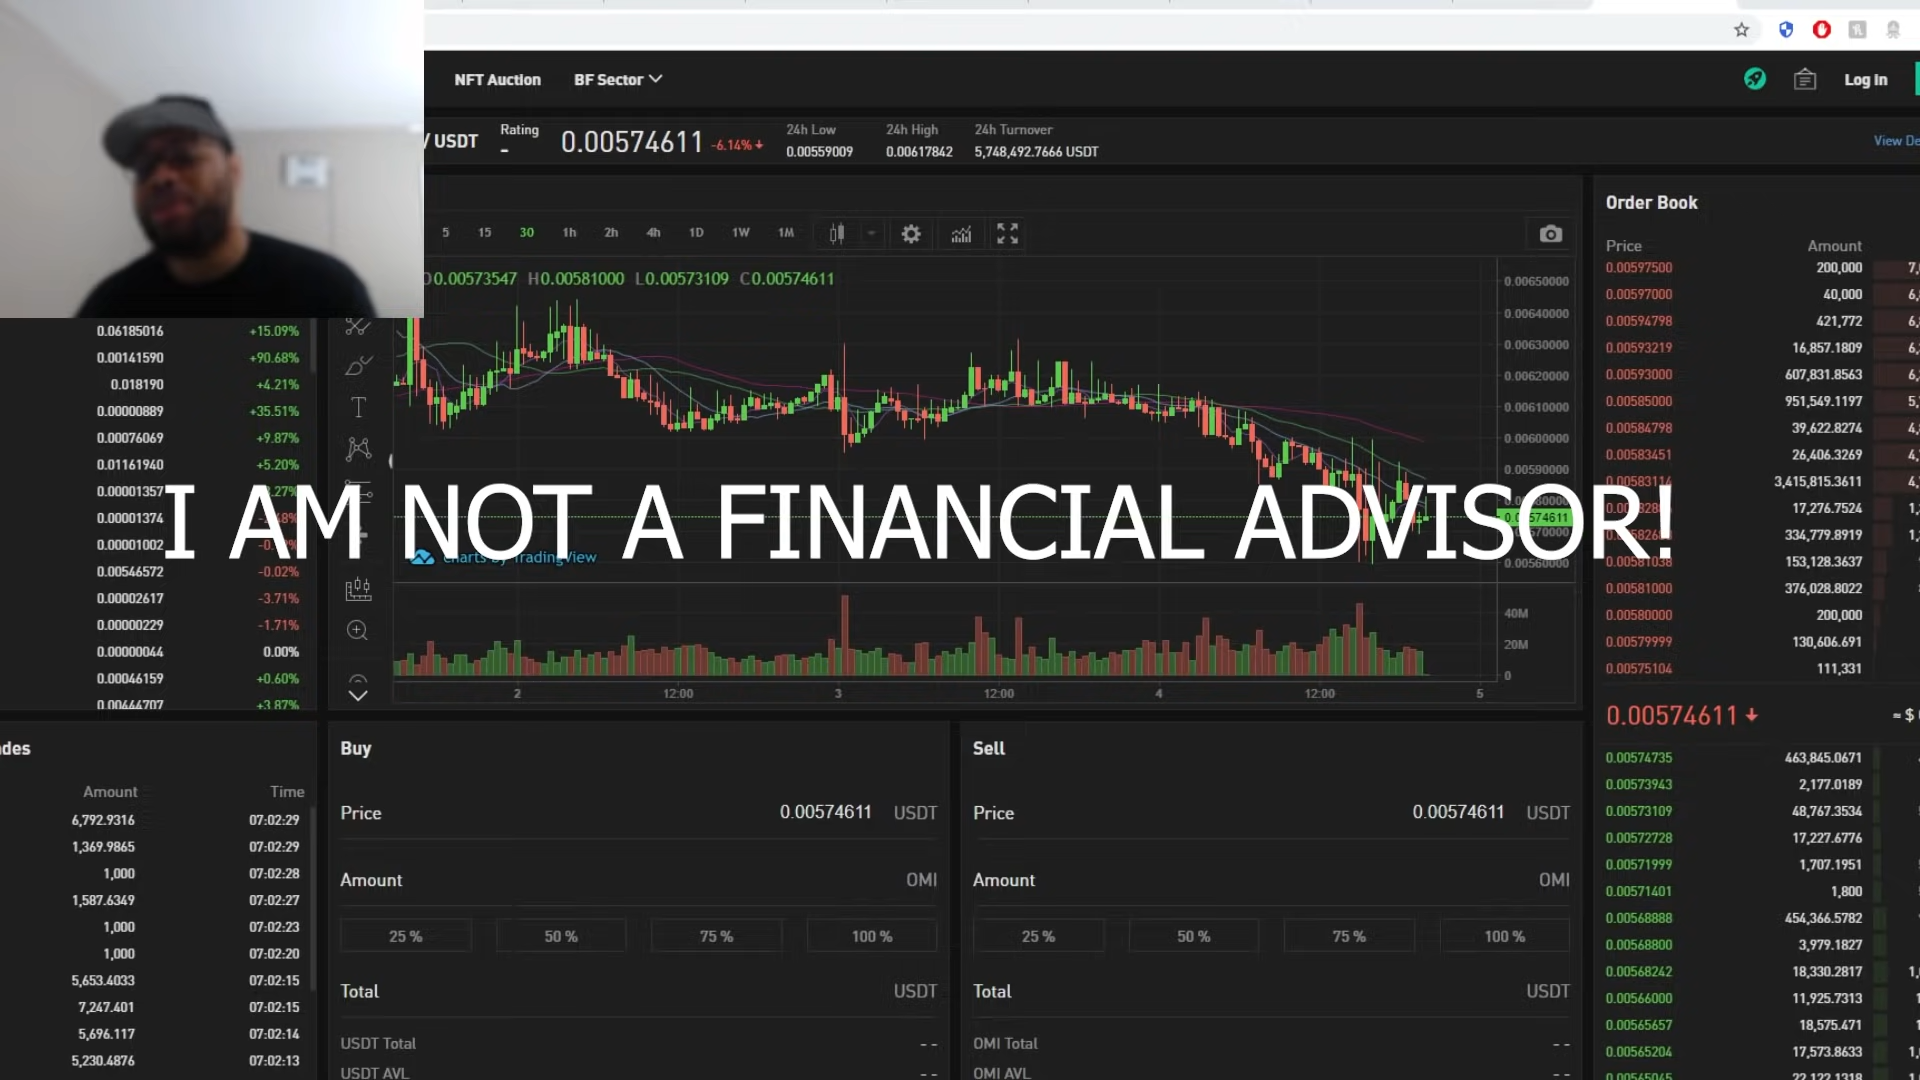 NFT Auction BF Sector Log In
/ USDT Rating - 0.00574611 -6.14% 24h Low 0.00559009 24h High 0.00617842 24h Turnover 5,748,492.7666 USDT View De
5 15 30 1h 2h 4h 1D 1W 1M
0.00573547 H0.00581000 L0.00573109 C0.00574611
0.06185016 +15.09%
0.00141590 +90.68%
0.018190 +4.21%
0.00000889 +35.51%
0.00076069 +9.87%
0.01161940 +5.20%
0.00001357
0.00001374
0.00001002
0.00546572 -0.02%
0.00002617 -3.71%
0.00000229 -1.71%
0.00000044 0.00%
0.00046159 +0.60%
0.00444707 +3.87%
0.00650000
0.00640000
0.00630000
0.00620000
0.00610000
0.00600000
0.00590000
0.00560000
I AM NOT A FINANCIAL ADVISOR!
Charts by TradingView
40M
20M
0
2 12:00 3 12:00 4 12:00 5
Order Book
Price Amount
0.00597500 200,000
0.00597000 40,000
0.00594798 421,772
0.00593219 16,857.1809
0.00593000 607,831.8563
0.00585000 951,549.1197
0.00584798 39,622.8274
0.00583451 26,406.3269
3,415,815.3611
17,276.7524
334,779.8919
0.00581038 153,128.3637
0.00581000 376,028.8022
0.00580000 200,000
0.00579999 130,606.691
0.00575104 111,331
0.00574611 ≈ $
0.00574735 463,845.0671
0.00573943 2,177.0189
0.00573109 48,767.3534
0.00572728 17,227.6776
0.00571999 1,707.1951
0.00571401 1,800
0.00568888 454,366.5782
0.00568800 3,979.1827
0.00568242 18,330.2817
0.00566000 11,925.7313
0.00565657 18,575.471
0.00565204 17,573.8633
0.00565045 22,122.1318
ades
Amount Time
6,792.9316 07:02:29
1,369.9865 07:02:29
1,000 07:02:28
1,587.6349 07:02:27
1,000 07:02:23
1,000 07:02:20
5,653.4033 07:02:15
7,247.401 07:02:15
5,696.117 07:02:14
5,230.4876 07:02:13
Buy
Price 0.00574611 USDT
Amount OMI
25 % 50 % 75 % 100 %
Total USDT
USDT Total --
USDT AVL --
Sell
Price 0.00574611 USDT
Amount OMI
25 % 50 % 75 % 100 %
Total USDT
OMI Total --
OMI AVL --